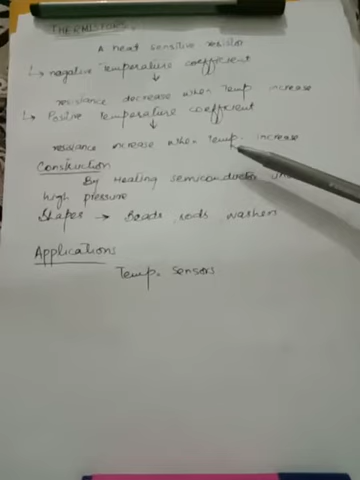 THERMISTORS.
A heat sensitive resistor
↳ negative Temperature coefficient
↓
resistance decrease when Temp increase
↳ Positive Temperature coefficient
↓
resistance increase when Temp. increase
Construction
By Heating semiconductor
high pressure
Shapes → Beads rods washers
Applications
Temp. Sensors